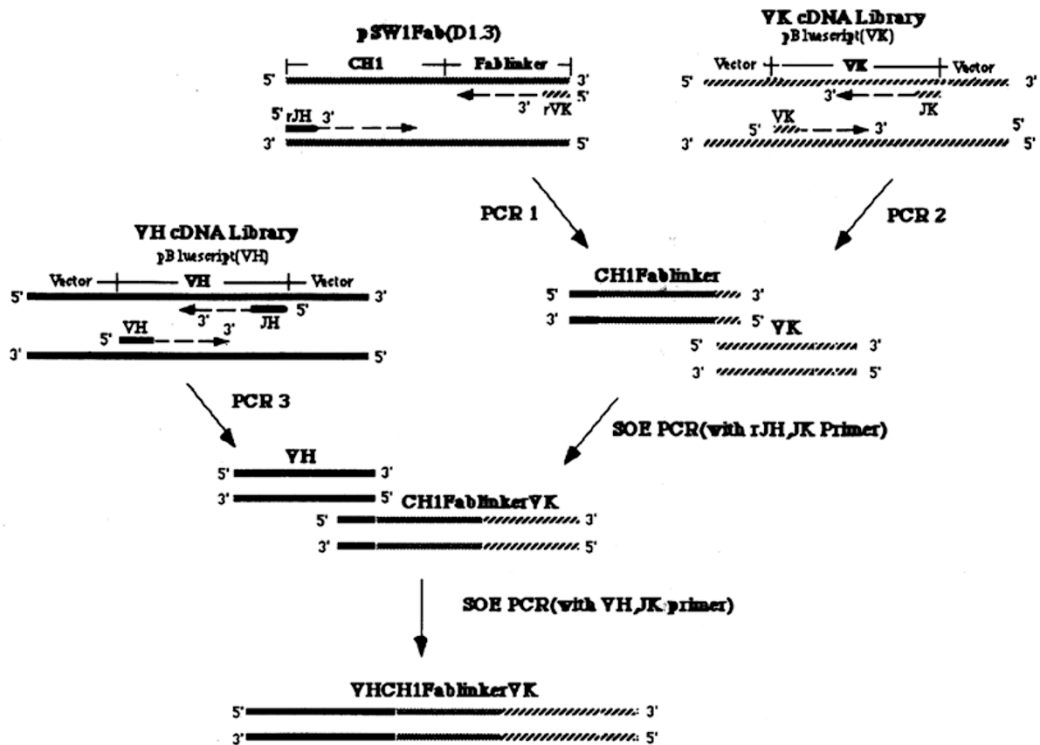 pSW1Fab(D1.3)
CH1 Fablinker
5' 3'
3' rVK 5'
5' rJH 3'
3' 5'
VK cDNA Library
pBluescript(VK)
Vector VK Vector
5' 3'
3' JK
5' VK 3' 5'
3' 5'
PCR 1
PCR 2
VH cDNA Library
pBluescript(VH)
Vector VH Vector
5' 3'
3' JH 5'
5' VH 3'
3' 5'
CH1Fablinker
5' 3'
3' 5'
VK
5' 3'
3' 5'
PCR 3
SOE PCR(with rJH,JK Primer)
VH
5' 3'
3' 5'
CH1FablinkerVK
5' 3'
3' 5'
SOE PCR(with VH,JK primer)
VHCH1FablinkerVK
5' 3'
3' 5'